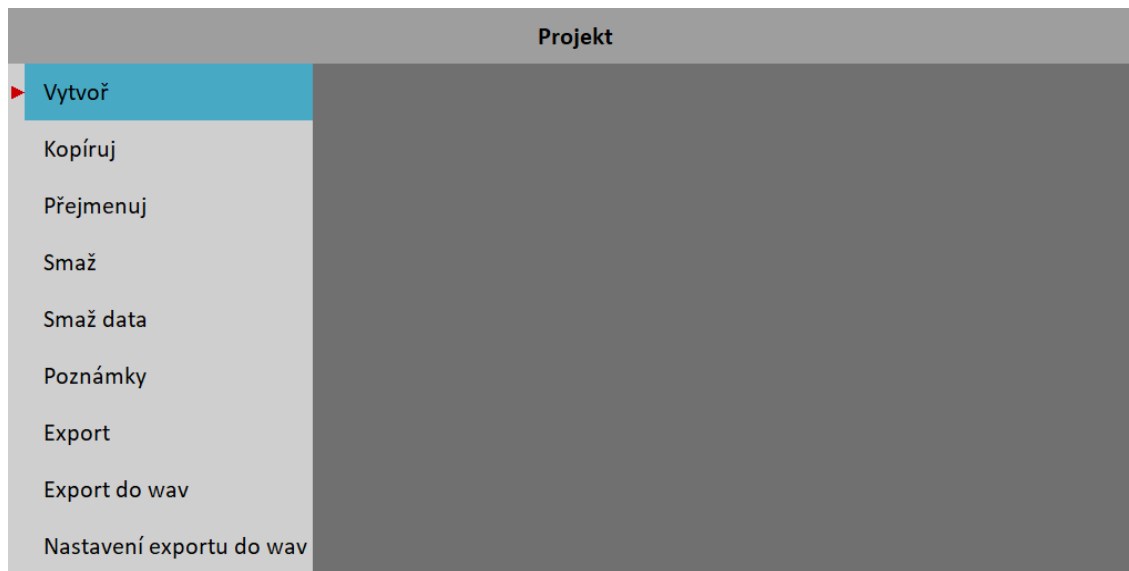 Projekt
Vytvoř
Kopíruj
Přejmenuj
Smaž
Smaž data
Poznámky
Export
Export do wav
Nastavení exportu do wav